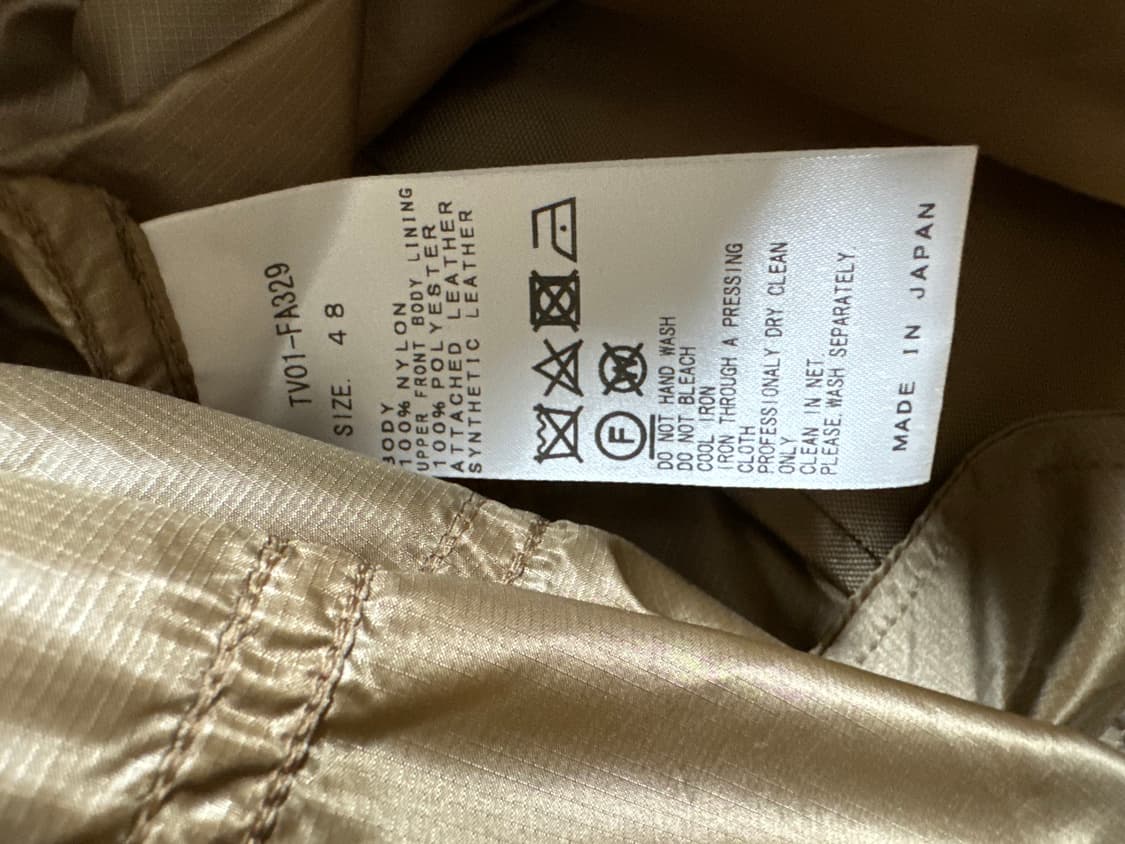 TV01-FA329
SIZE. 48
BODY
100% NYLON
UPPER FRONT BODY LINING
100% POLYESTER
ATTACHED LEATHER
SYNTHETIC LEATHER
F
W
DO NOT HAND WASH
DO NOT BLEACH
COOL IRON
IRON THROUGH A PRESSING
CLOTH
PROFESSIONALY DRY CLEAN
ONLY
CLEAN IN NET
PLEASE. WASH SEPARATELY
MADE IN JAPAN